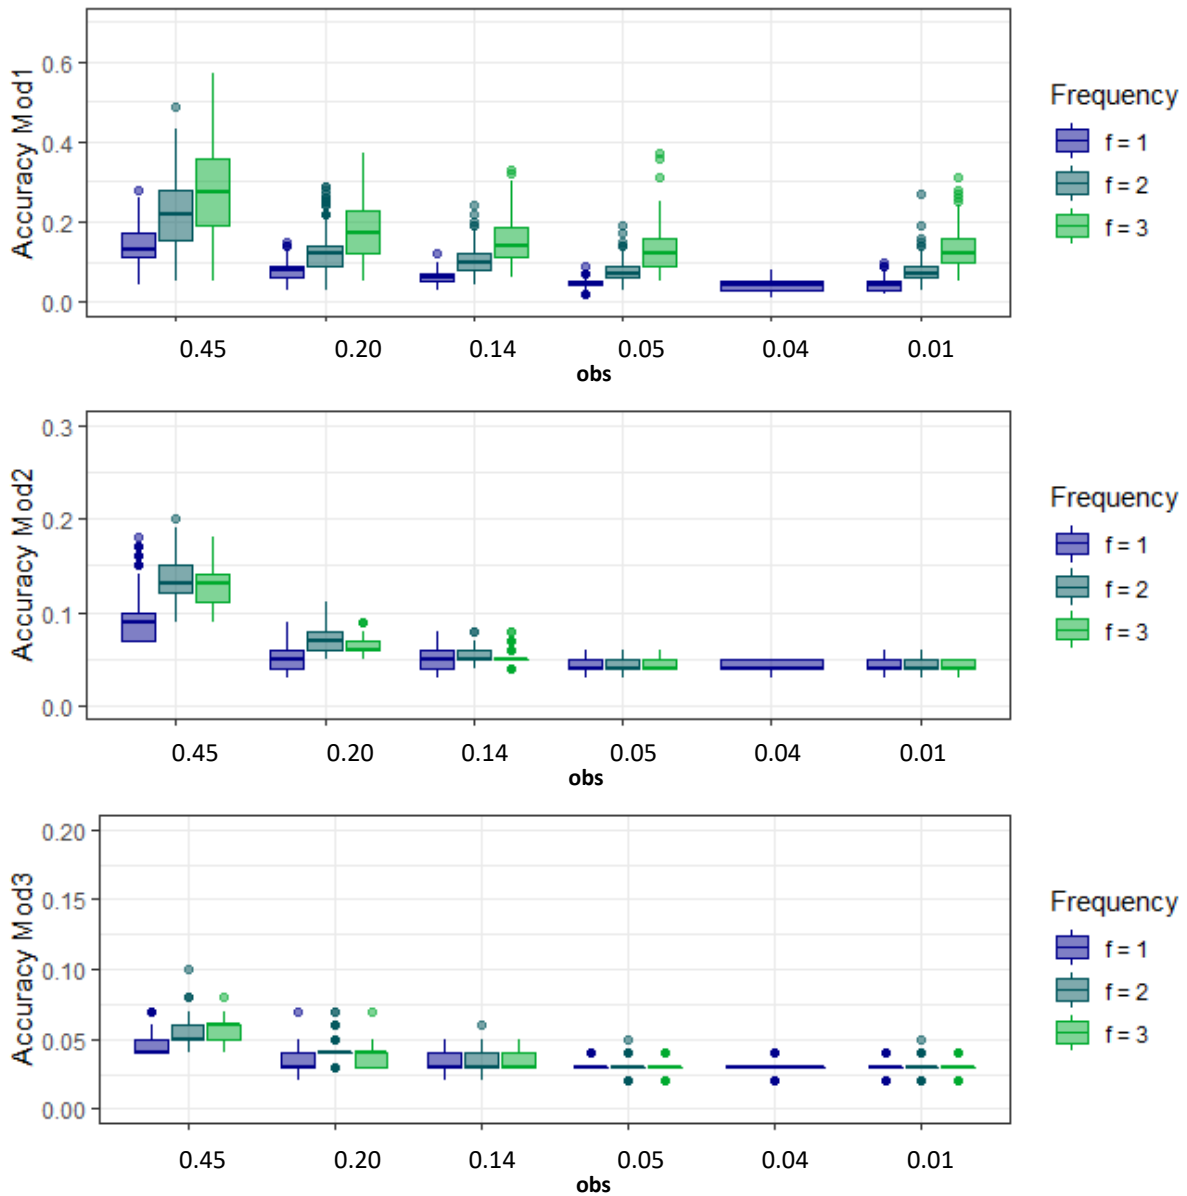 Accuracy Mod1
0.6
0.4
0.2
0.0
0.45 0.20 0.14 0.05 0.04 0.01
obs
Frequency
f = 1
f = 2
f = 3
Accuracy Mod2
0.3
0.2
0.1
0.0
0.45 0.20 0.14 0.05 0.04 0.01
obs
Frequency
f = 1
f = 2
f = 3
Accuracy Mod3
0.20
0.15
0.10
0.05
0.00
0.45 0.20 0.14 0.05 0.04 0.01
obs
Frequency
f = 1
f = 2
f = 3